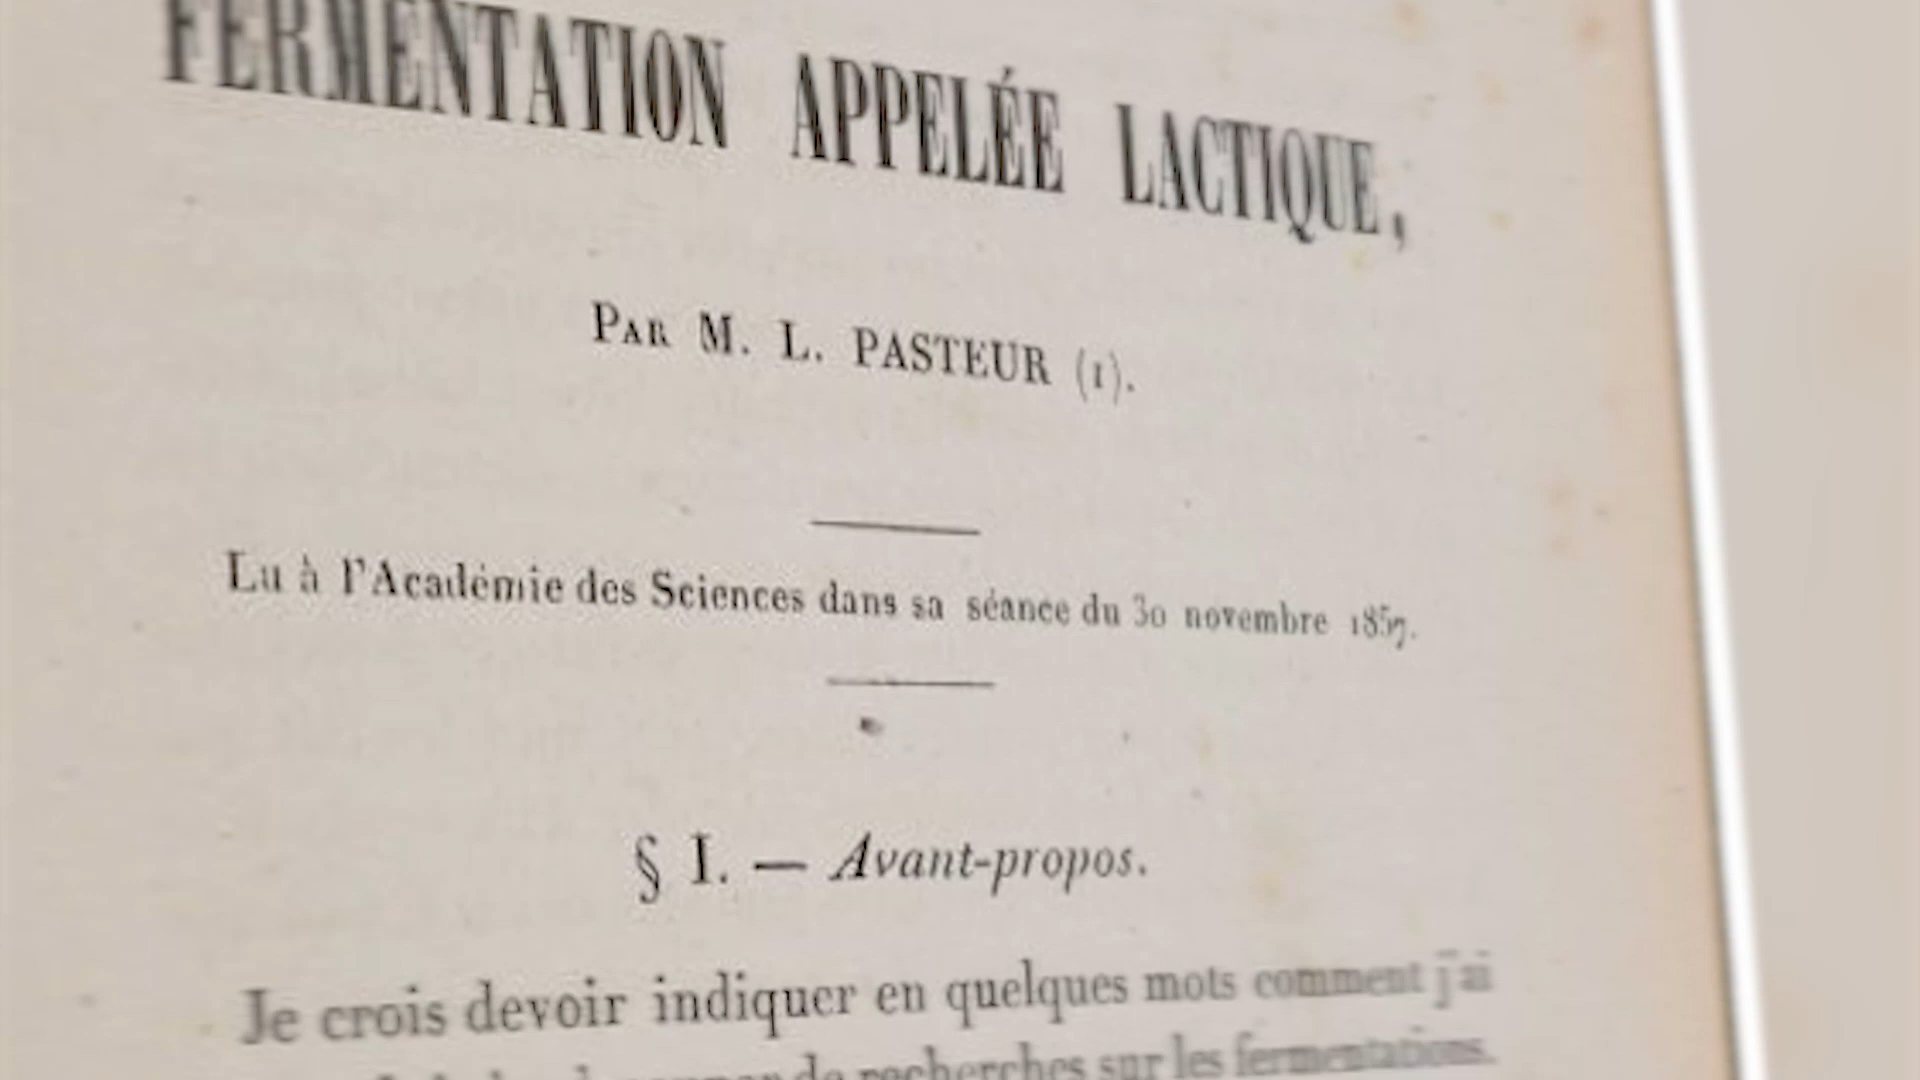 FERMENTATION APPELÉE LACTIQUE,
PAR M. L. PASTEUR (1).
Lu à l'Académie des Sciences dans sa séance du 30 novembre 1857.
§ I. — Avant-propos.
Je crois devoir indiquer en quelques mots comment j'ai
de recherches sur les fermentations.